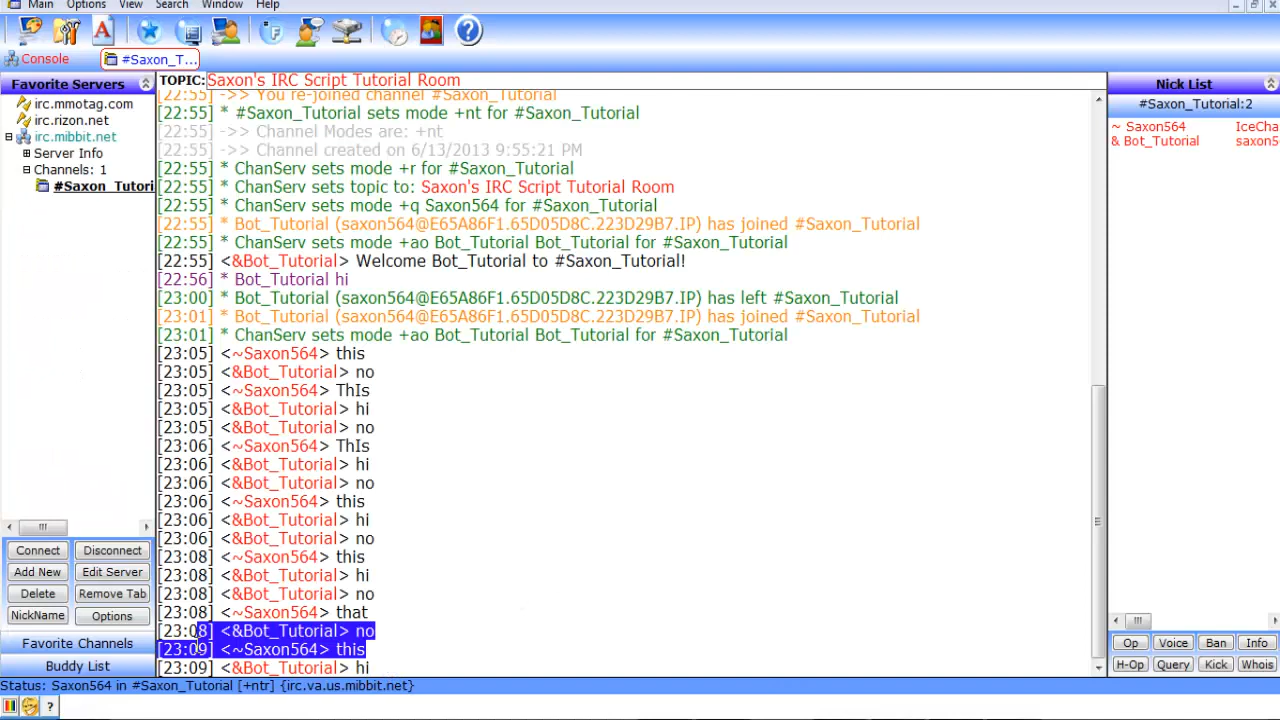 Main Options View Search Window Help
Console #Saxon_T...
Favorite Servers
irc.mmotag.com
irc.rizon.net
irc.mibbit.net
Server Info
Channels: 1
#Saxon_Tutori
Connect Disconnect
Add New Edit Server
Delete Remove Tab
NickName Options
Favorite Channels
Buddy List
TOPIC: Saxon's IRC Script Tutorial Room
[22:55] ->> You re-joined channel #Saxon_Tutorial
[22:55] * #Saxon_Tutorial sets mode +nt for #Saxon_Tutorial
[22:55] ->> Channel Modes are: +nt
[22:55] ->> Channel created on 6/13/2013 9:55:21 PM
[22:55] * ChanServ sets mode +r for #Saxon_Tutorial
[22:55] * ChanServ sets topic to: Saxon's IRC Script Tutorial Room
[22:55] * ChanServ sets mode +q Saxon564 for #Saxon_Tutorial
[22:55] * Bot_Tutorial (saxon564@E65A86F1.65D05D8C.223D29B7.IP) has joined #Saxon_Tutorial
[22:55] * ChanServ sets mode +ao Bot_Tutorial Bot_Tutorial for #Saxon_Tutorial
[22:55] <&Bot_Tutorial> Welcome Bot_Tutorial to #Saxon_Tutorial!
[22:56] * Bot_Tutorial hi
[23:00] * Bot_Tutorial (saxon564@E65A86F1.65D05D8C.223D29B7.IP) has left #Saxon_Tutorial
[23:01] * Bot_Tutorial (saxon564@E65A86F1.65D05D8C.223D29B7.IP) has joined #Saxon_Tutorial
[23:01] * ChanServ sets mode +ao Bot_Tutorial Bot_Tutorial for #Saxon_Tutorial
[23:05] <~Saxon564> this
[23:05] <&Bot_Tutorial> no
[23:05] <~Saxon564> ThIs
[23:05] <&Bot_Tutorial> hi
[23:05] <&Bot_Tutorial> no
[23:06] <~Saxon564> ThIs
[23:06] <&Bot_Tutorial> hi
[23:06] <&Bot_Tutorial> no
[23:06] <~Saxon564> this
[23:06] <&Bot_Tutorial> hi
[23:06] <&Bot_Tutorial> no
[23:08] <~Saxon564> this
[23:08] <&Bot_Tutorial> hi
[23:08] <&Bot_Tutorial> no
[23:08] <~Saxon564> that
[23:08] <&Bot_Tutorial> no
[23:09] <~Saxon564> this
[23:09] <&Bot_Tutorial> hi
Nick List
#Saxon_Tutorial:2
~ Saxon564 IceCha
& Bot_Tutorial saxon5
Op Voice Ban Info
H-Op Query Kick Whois
Status: Saxon564 in #Saxon_Tutorial [+ntr] {irc.va.us.mibbit.net}